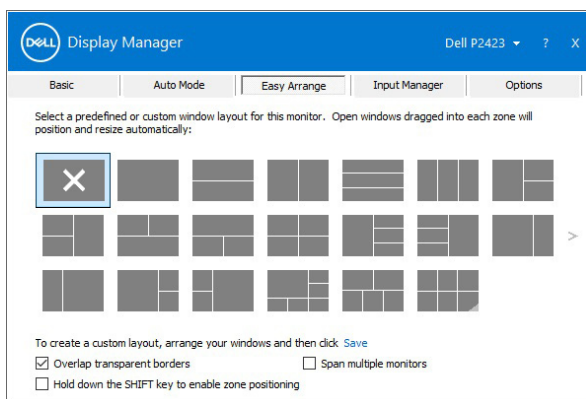 DELL Display Manager Dell P2423 ? X
Basic Auto Mode Easy Arrange Input Manager Options
Select a predefined or custom window layout for this monitor. Open windows dragged into each zone will
position and resize automatically:
To create a custom layout, arrange your windows and then click Save
Overlap transparent borders Span multiple monitors
Hold down the SHIFT key to enable zone positioning